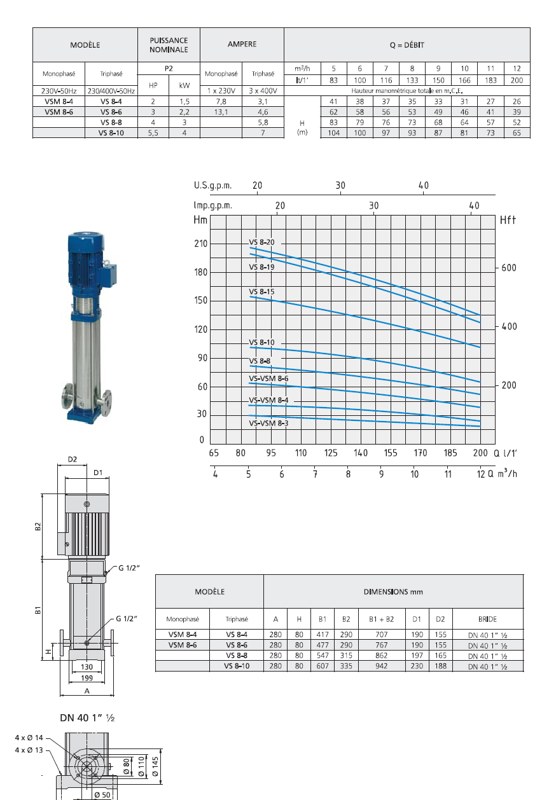 MODÈLE PUISSANCE NOMINALE AMPERE Q = DÉBIT
Monophasé Triphasé P2 Monophasé Triphasé m³/h 5 6 7 8 9 10 11 12
HP kW lt/1' 83 100 116 133 150 166 183 200
230V-50Hz 230/400V-50Hz 1 x 230V 3 x 400V Hauteur manométrique totale en m.C.E.
VSM 8-4 VS 8-4 2 1,5 7,8 3,1 H (m) 41 38 37 35 33 31 27 26
VSM 8-6 VS 8-6 3 2,2 13,1 4,6 62 58 56 53 49 46 41 39
VS 8-8 4 3 5,8 83 79 76 73 68 64 57 52
VS 8-10 5,5 4 7 104 100 97 93 87 81 73 65
U.S.g.p.m. 20 30 40
Imp.g.p.m. 20 30 40
Hm Hft
VS 8-20
210
VS 8-19
600
180
VS 8-15
150
400
120
VS 8-10
90
VS 8-8
VS-VSM 8-6
200
60
VS-VSM 8-4
30
VS-VSM 8-3
0
65 80 95 110 125 140 155 170 185 200 Q l/1'
4 5 6 7 8 9 10 11 12 Q m³/h
D2
D1
B2
G 1/2"
B1
G 1/2"
H
130
199
A
MODÈLE DIMENSIONS mm
Monophasé Triphasé A H B1 B2 B1 + B2 D1 D2 BRIDE
VSM 8-4 VS 8-4 280 80 417 290 707 190 155 DN 40 1" ½
VSM 8-6 VS 8-6 280 80 477 290 767 190 155 DN 40 1" ½
VS 8-8 280 80 547 315 862 197 165 DN 40 1" ½
VS 8-10 280 80 607 335 942 230 188 DN 40 1" ½
DN 40 1" ½
4 x Ø 14
4 x Ø 13
Ø 80
Ø 110
Ø 145
Ø 50